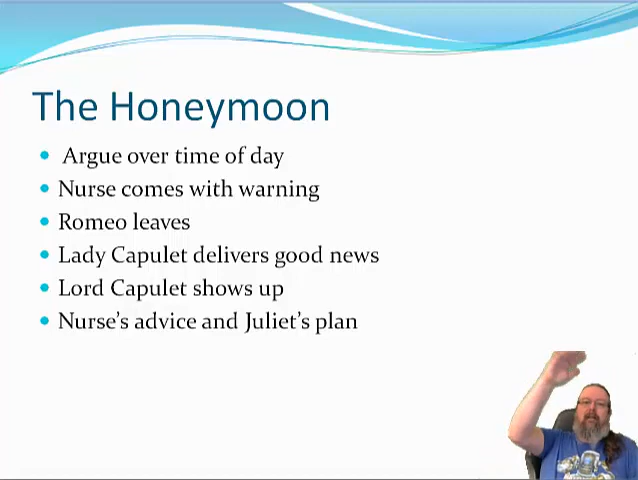 The Honeymoon
Argue over time of day
Nurse comes with warning
Romeo leaves
Lady Capulet delivers good news
Lord Capulet shows up
Nurse's advice and Juliet's plan